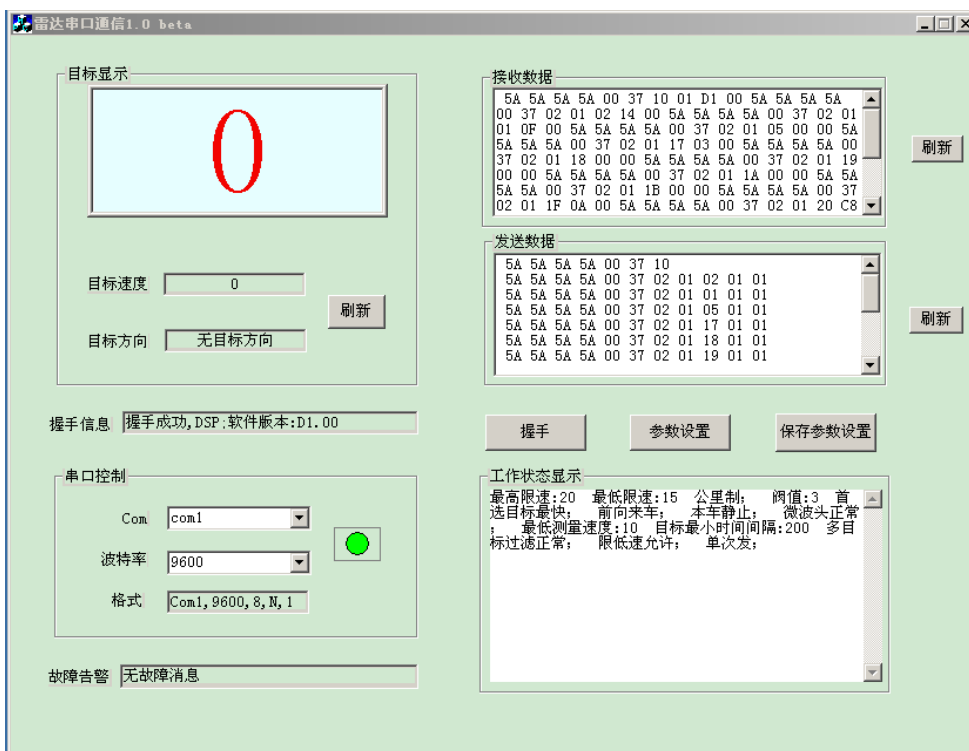 雷达串口通信1.0 beta
目标显示
0
目标速度
0
目标方向
无目标方向
刷新
接收数据
5A 5A 5A 5A 00 37 10 01 D1 00 5A 5A 5A 5A
00 37 02 01 02 14 00 5A 5A 5A 5A 00 37 02 01
01 0F 00 5A 5A 5A 5A 00 37 02 01 05 00 00 5A
5A 5A 5A 00 37 02 01 17 03 00 5A 5A 5A 5A 00
37 02 01 18 00 00 5A 5A 5A 5A 00 37 02 01 19
00 00 5A 5A 5A 5A 00 37 02 01 1A 00 00 5A 5A
5A 5A 00 37 02 01 1B 00 00 5A 5A 5A 5A 00 37
02 01 1F 0A 00 5A 5A 5A 5A 00 37 02 01 20 C8
刷新
发送数据
5A 5A 5A 5A 00 37 10
5A 5A 5A 5A 00 37 02 01 02 01 01
5A 5A 5A 5A 00 37 02 01 01 01 01
5A 5A 5A 5A 00 37 02 01 05 01 01
5A 5A 5A 5A 00 37 02 01 17 01 01
5A 5A 5A 5A 00 37 02 01 18 01 01
5A 5A 5A 5A 00 37 02 01 19 01 01
刷新
握手信息
握手成功,DSP:软件版本:D1.00
握手
参数设置
保存参数设置
串口控制
Com
com1
波特率
9600
格式
Com1,9600,8,N,1
故障告警
无故障消息
工作状态显示
最高限速:20 最低限速:15 公里制; 阀值:3 首
选目标最快; 前向来车; 本车静止; 微波头正常
; 最低测量速度:10 目标最小时间间隔:200 多目
标过滤正常; 限低速允许; 单次发;